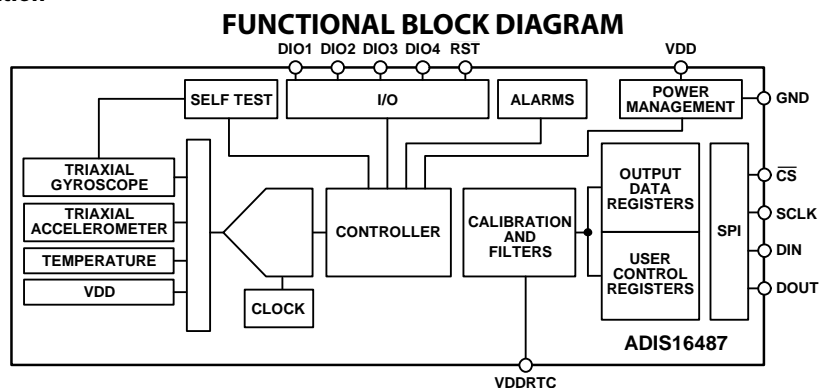 FUNCTIONAL BLOCK DIAGRAM
DIO1 DIO2 DIO3 DIO4 RST
VDD
SELF TEST
I/O
ALARMS
POWER
MANAGEMENT
GND
TRIAXIAL
GYROSCOPE
TRIAXIAL
ACCELEROMETER
TEMPERATURE
VDD
CLOCK
CONTROLLER
CALIBRATION
AND
FILTERS
OUTPUT
DATA
REGISTERS
USER
CONTROL
REGISTERS
SPI
CS
SCLK
DIN
DOUT
ADIS16487
VDDRTC